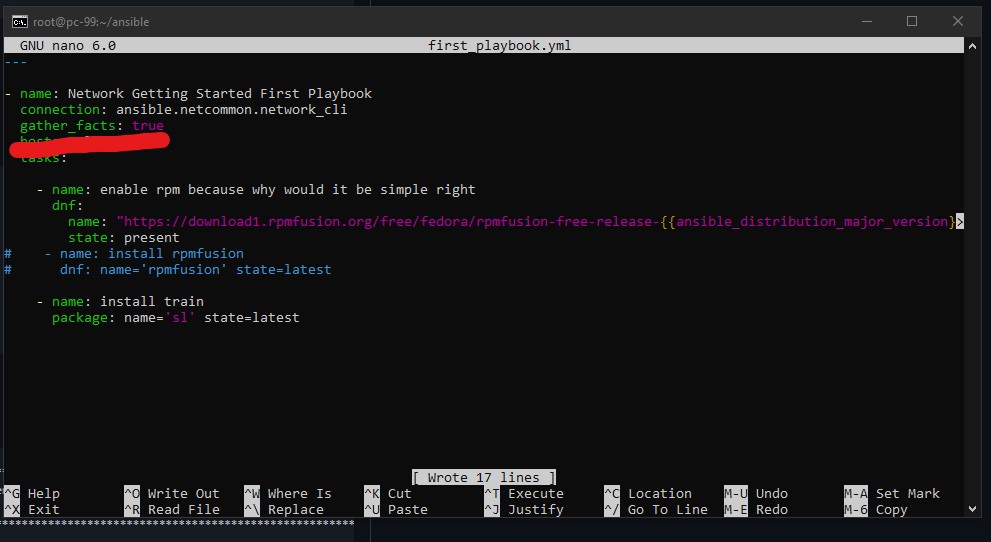 root@pc-99:~/ansible
GNU nano 6.0 first_playbook.yml
---
- name: Network Getting Started First Playbook
connection: ansible.netcommon.network_cli
gather_facts: true
tasks:
- name: enable rpm because why would it be simple right
dnf:
name: "https://download1.rpmfusion.org/free/fedora/rpmfusion-free-release-{{ansible_distribution_major_version}>
state: present
# - name: install rpmfusion
# dnf: name='rpmfusion' state=latest
- name: install train
package: name='sl' state=latest
[ Wrote 17 lines ]
^G Help ^O Write Out ^W Where Is ^K Cut ^T Execute ^C Location M-U Undo M-A Set Mark
^X Exit ^R Read File ^\ Replace ^U Paste ^J Justify ^/ Go To Line M-E Redo M-6 Copy